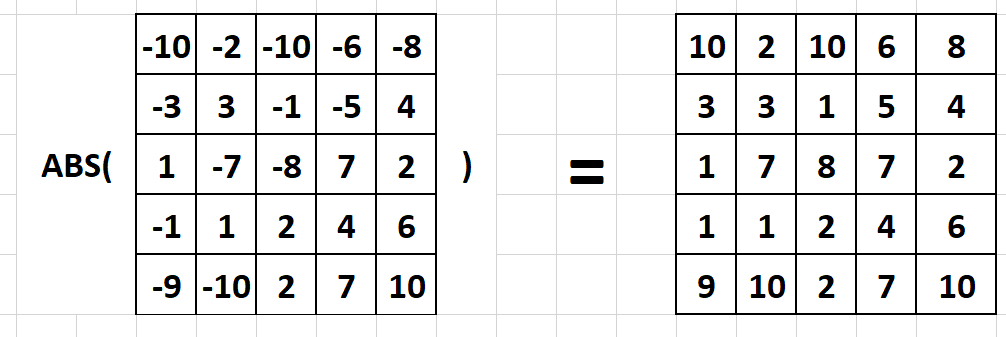 -10 -2 -10 -6 -8 10 2 10 6 8
-3 3 -1 -5 4 3 3 1 5 4
ABS( 1 -7 -8 7 2 ) = 1 7 8 7 2
-1 1 2 4 6 1 1 2 4 6
-9 -10 2 7 10 9 10 2 7 10